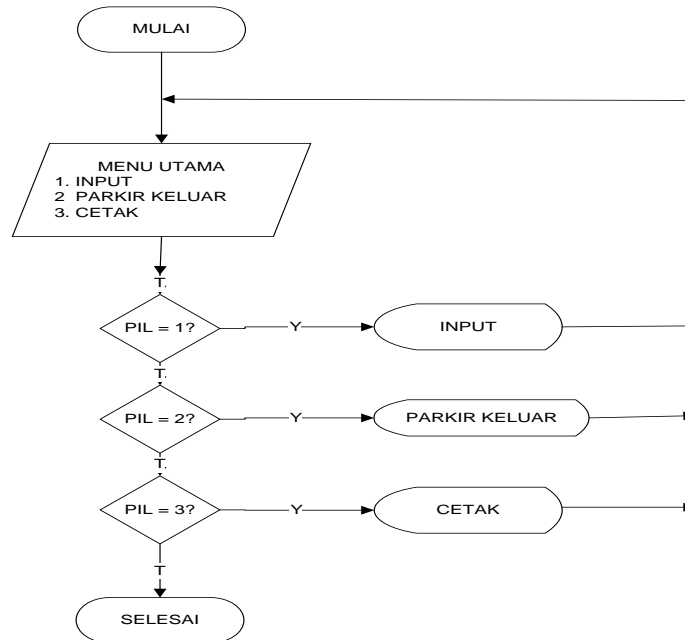 MULAI
MENU UTAMA
1. INPUT
2 PARKIR KELUAR
3. CETAK
T
PIL = 1?
Y
INPUT
T
PIL = 2?
Y
PARKIR KELUAR
T
PIL = 3?
Y
CETAK
T
SELESAI